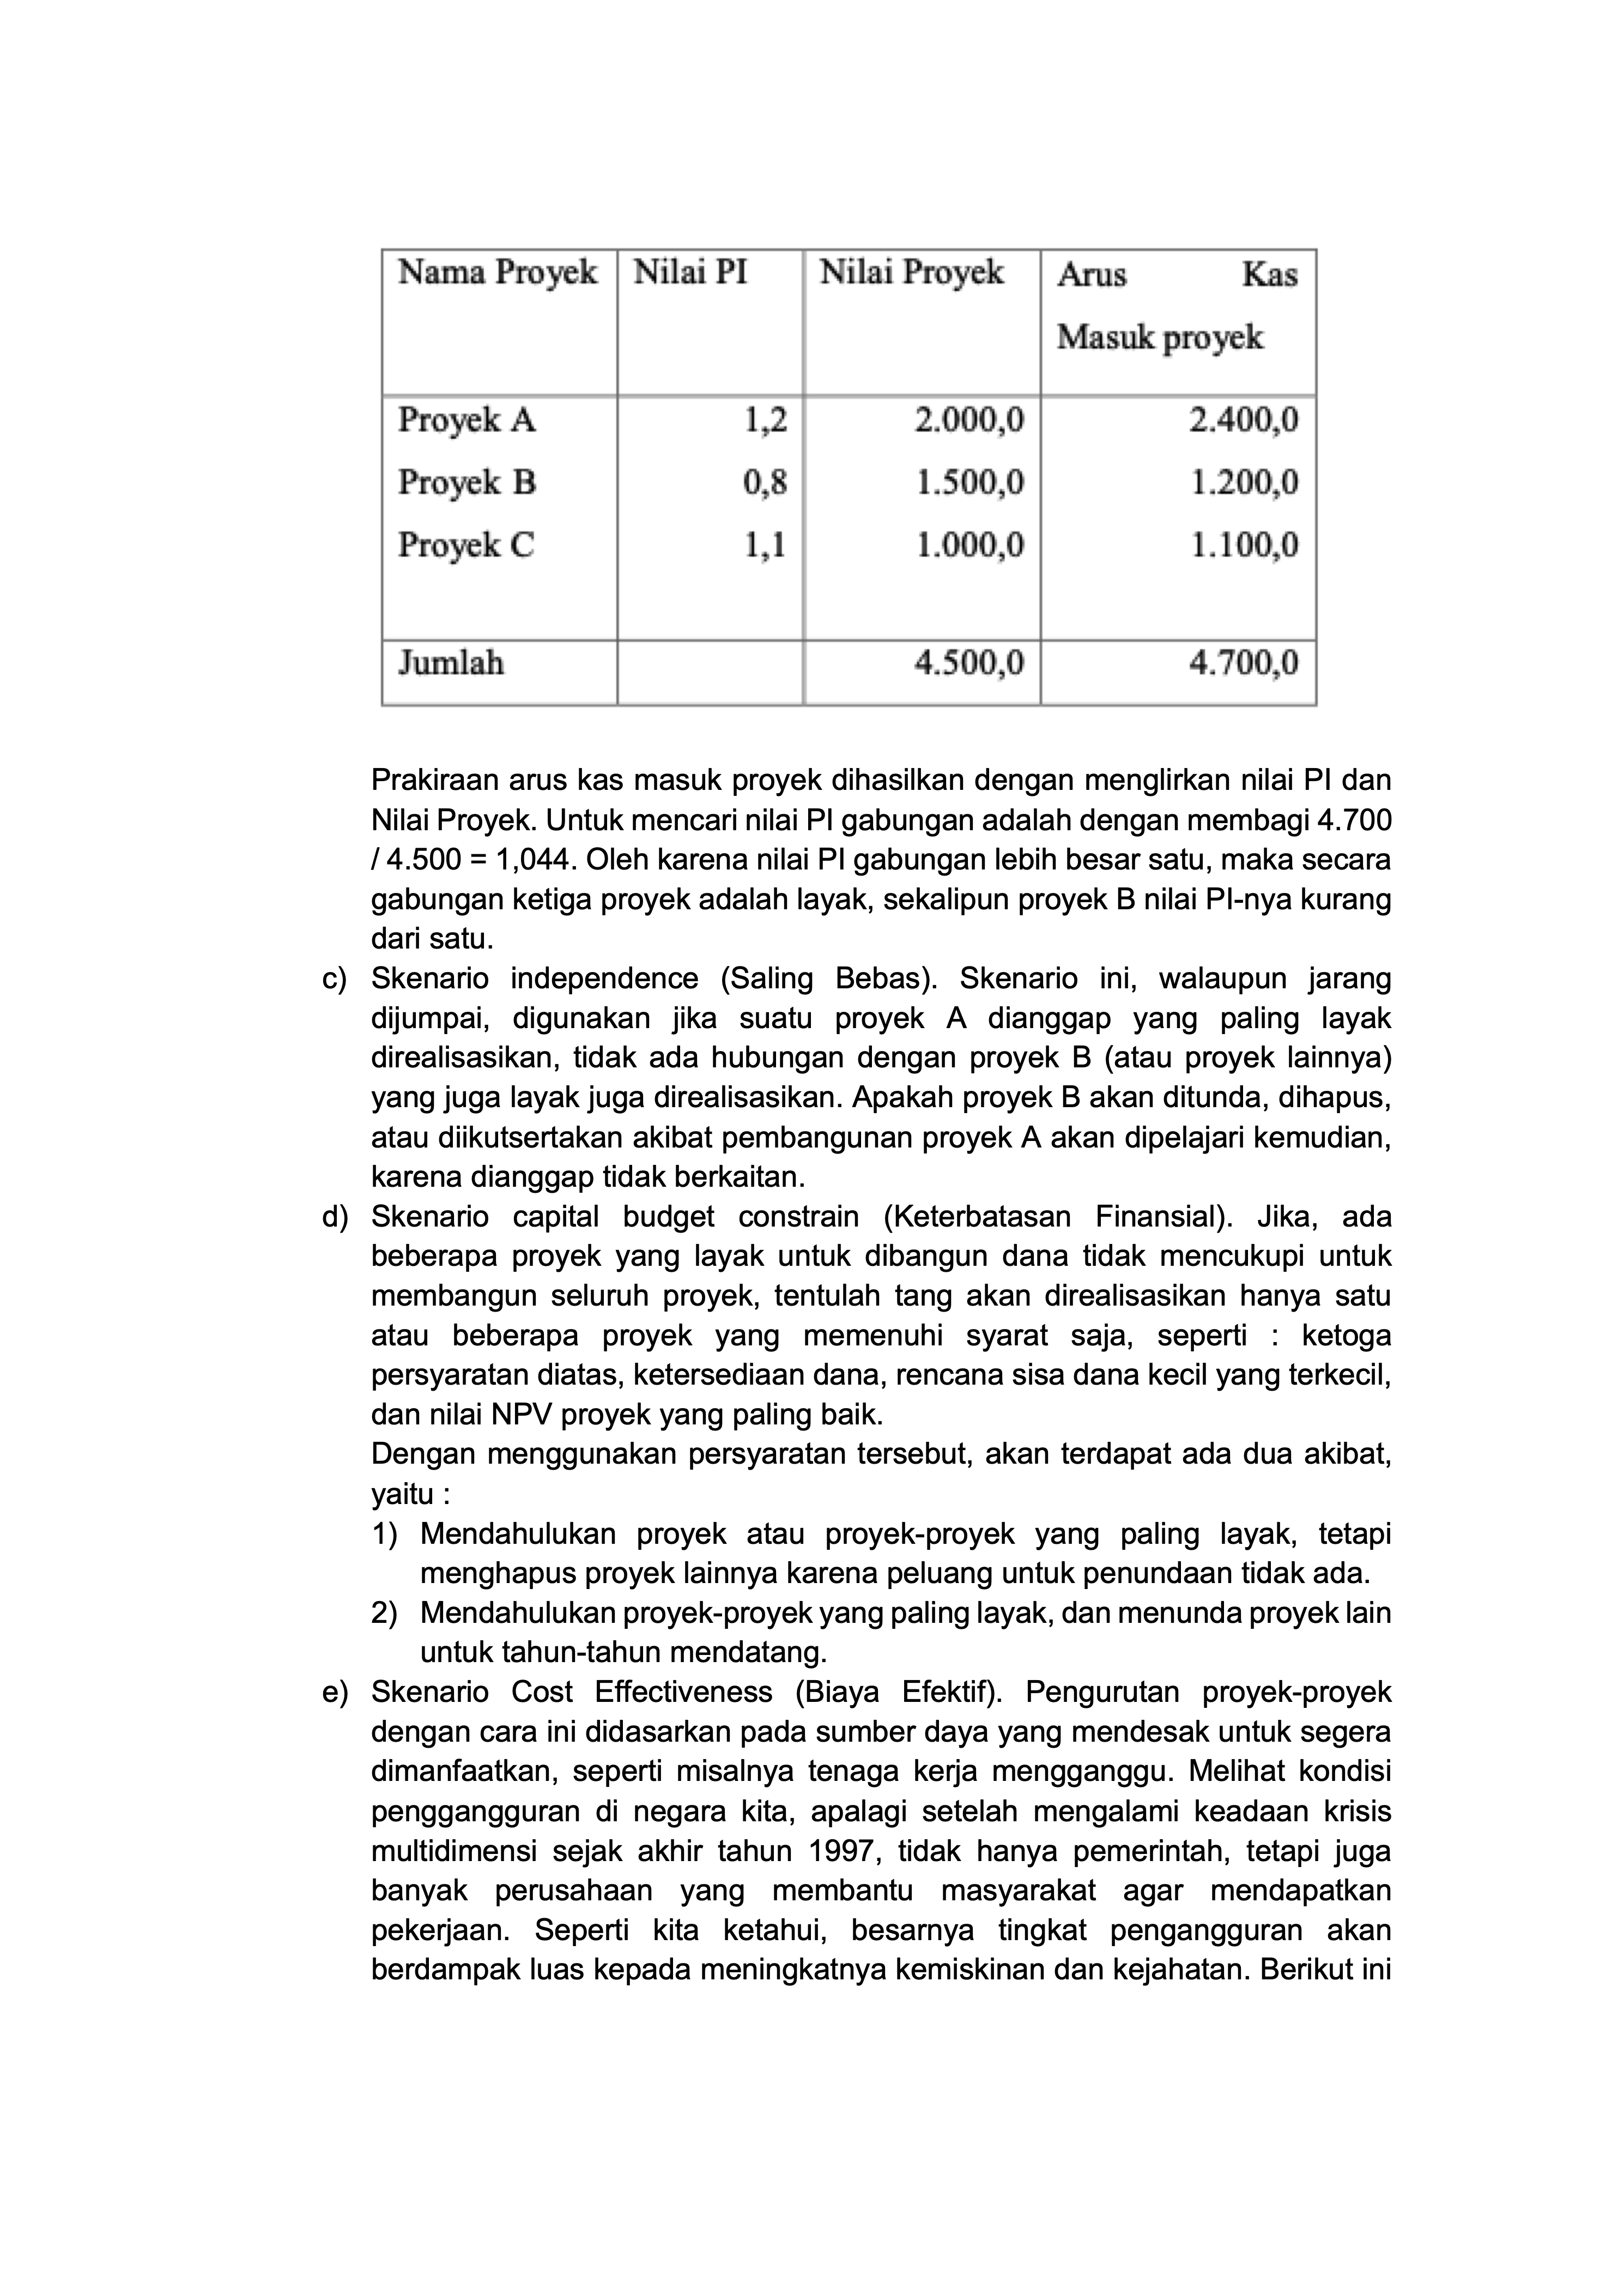 Nama Proyek Nilai PI Nilai Proyek Arus Kas
Masuk proyek
Proyek A 1,2 2.000,0 2.400,0
Proyek B 0,8 1.500,0 1.200,0
Proyek C 1,1 1.000,0 1.100,0
Jumlah 4.500,0 4.700,0
Prakiraan arus kas masuk proyek dihasilkan dengan menglirkan nilai PI dan
Nilai Proyek. Untuk mencari nilai PI gabungan adalah dengan membagi 4.700
/ 4.500 = 1,044. Oleh karena nilai PI gabungan lebih besar satu, maka secara
gabungan ketiga proyek adalah layak, sekalipun proyek B nilai PI-nya kurang
dari satu.
c) Skenario independence (Saling Bebas). Skenario ini, walaupun jarang
dijumpai, digunakan jika suatu proyek A dianggap yang paling layak
direalisasikan, tidak ada hubungan dengan proyek B (atau proyek lainnya)
yang juga layak juga direalisasikan. Apakah proyek B akan ditunda, dihapus,
atau diikutsertakan akibat pembangunan proyek A akan dipelajari kemudian,
karena dianggap tidak berkaitan.
d) Skenario capital budget constrain (Keterbatasan Finansial). Jika, ada
beberapa proyek yang layak untuk dibangun dana tidak mencukupi untuk
membangun seluruh proyek, tentulah tang akan direalisasikan hanya satu
atau beberapa proyek yang memenuhi syarat saja, seperti : ketoga
persyaratan diatas, ketersediaan dana, rencana sisa dana kecil yang terkecil,
dan nilai NPV proyek yang paling baik.
Dengan menggunakan persyaratan tersebut, akan terdapat ada dua akibat,
yaitu :
1) Mendahulukan proyek atau proyek-proyek yang paling layak, tetapi
menghapus proyek lainnya karena peluang untuk penundaan tidak ada.
2) Mendahulukan proyek-proyek yang paling layak, dan menunda proyek lain
untuk tahun-tahun mendatang.
e) Skenario Cost Effectiveness (Biaya Efektif). Pengurutan proyek-proyek
dengan cara ini didasarkan pada sumber daya yang mendesak untuk segera
dimanfaatkan, seperti misalnya tenaga kerja mengganggu. Melihat kondisi
penggangguran di negara kita, apalagi setelah mengalami keadaan krisis
multidimensi sejak akhir tahun 1997, tidak hanya pemerintah, tetapi juga
banyak perusahaan yang membantu masyarakat agar mendapatkan
pekerjaan. Seperti kita ketahui, besarnya tingkat pengangguran akan
berdampak luas kepada meningkatnya kemiskinan dan kejahatan. Berikut ini